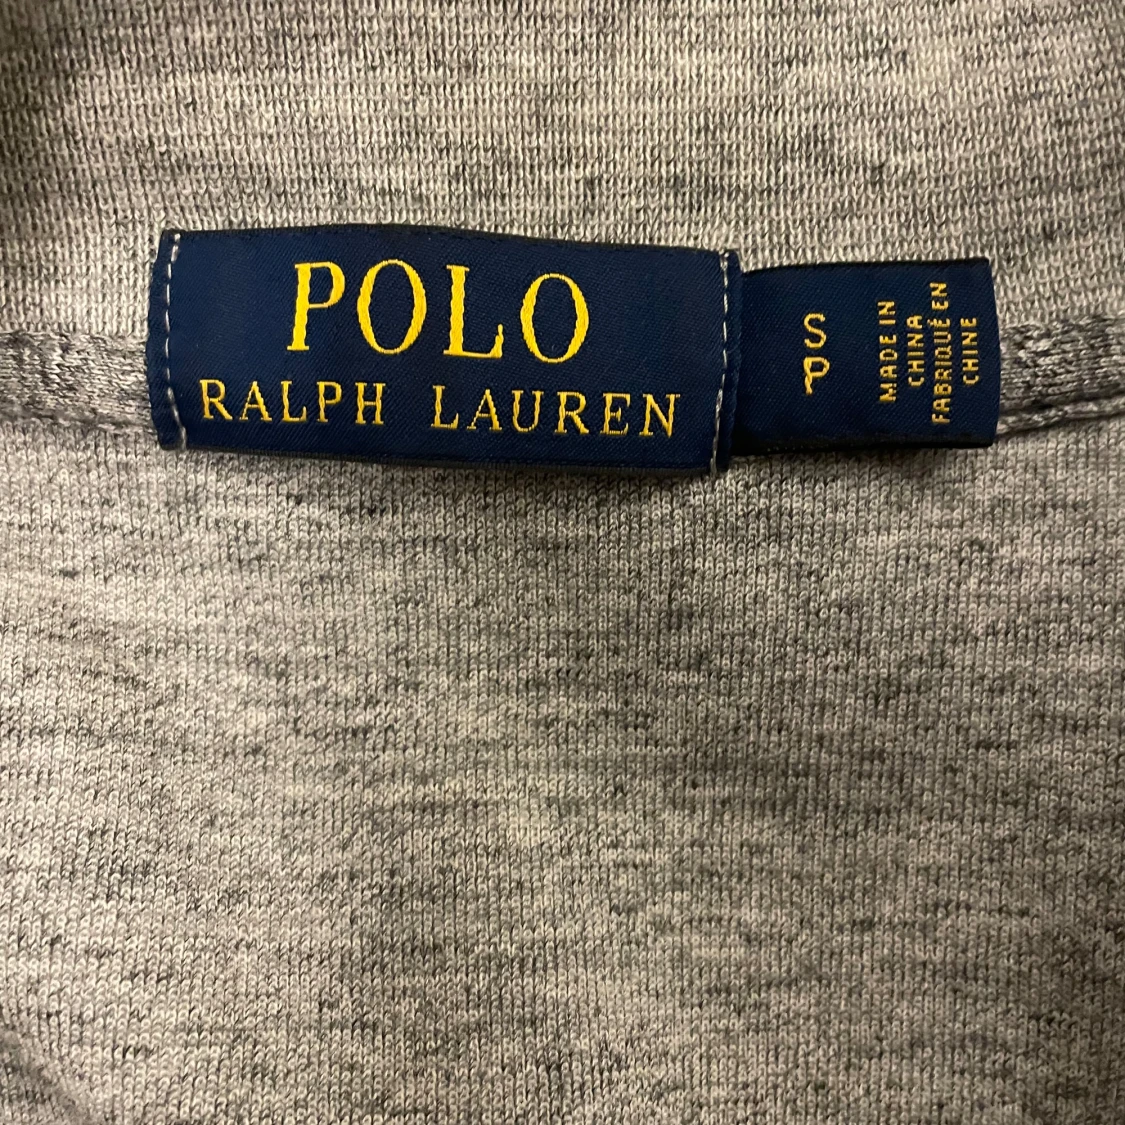 POLO
RALPH LAUREN
S
P
MADE IN
CHINA
FABRIQUÉ EN
CHINE